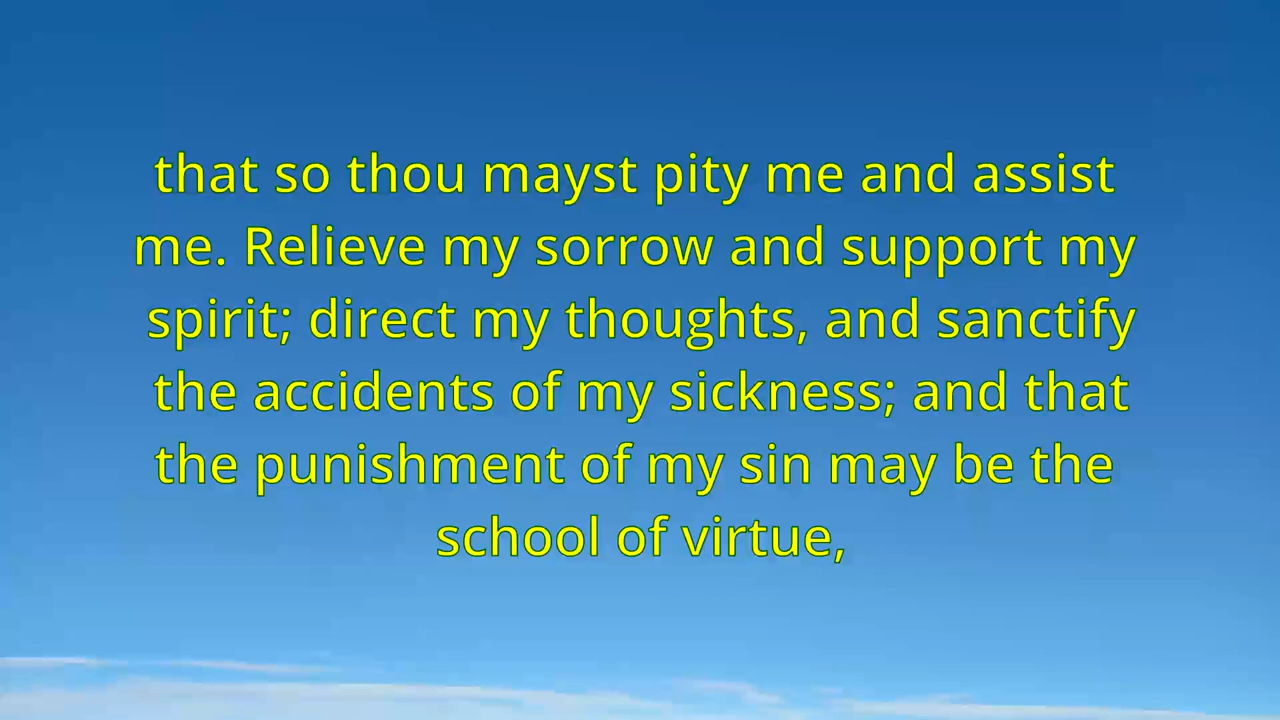 that so thou mayst pity me and assist
me. Relieve my sorrow and support my
spirit; direct my thoughts, and sanctify
the accidents of my sickness; and that
the punishment of my sin may be the
school of virtue,